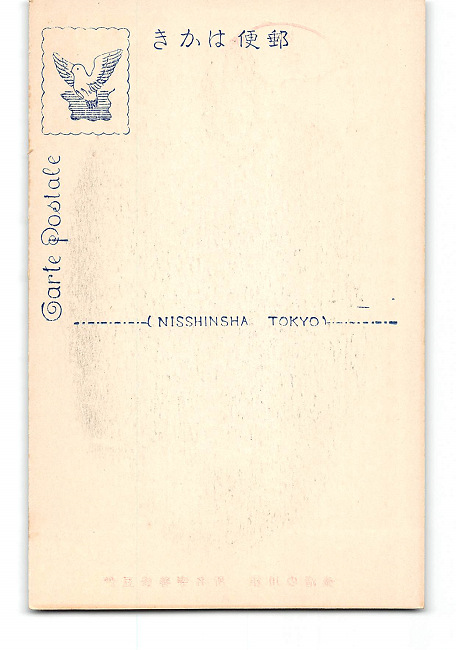 きかは便郵
Carte Postale
(NISSHINSHA TOKYO)